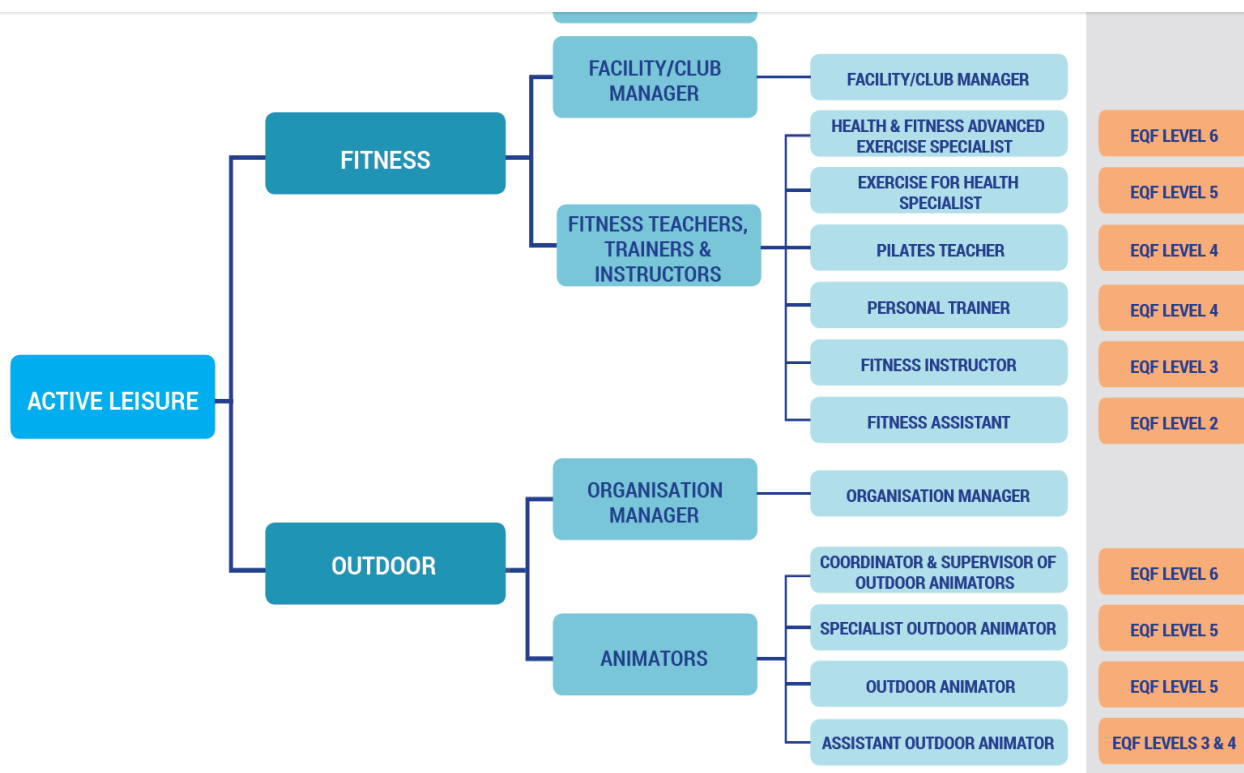 FACILITY/CLUB
MANAGER
FACILITY/CLUB MANAGER
HEALTH & FITNESS ADVANCED
EXERCISE SPECIALIST
EQF LEVEL 6
FITNESS
EXERCISE FOR HEALTH
SPECIALIST
EQF LEVEL 5
FITNESS TEACHERS,
TRAINERS &
INSTRUCTORS
PILATES TEACHER
EQF LEVEL 4
PERSONAL TRAINER
EQF LEVEL 4
FITNESS INSTRUCTOR
EQF LEVEL 3
ACTIVE LEISURE
FITNESS ASSISTANT
EQF LEVEL 2
ORGANISATION
MANAGER
ORGANISATION MANAGER
OUTDOOR
COORDINATOR & SUPERVISOR OF
OUTDOOR ANIMATORS
EQF LEVEL 6
SPECIALIST OUTDOOR ANIMATOR
EQF LEVEL 5
ANIMATORS
OUTDOOR ANIMATOR
EQF LEVEL 5
ASSISTANT OUTDOOR ANIMATOR
EQF LEVELS 3 & 4